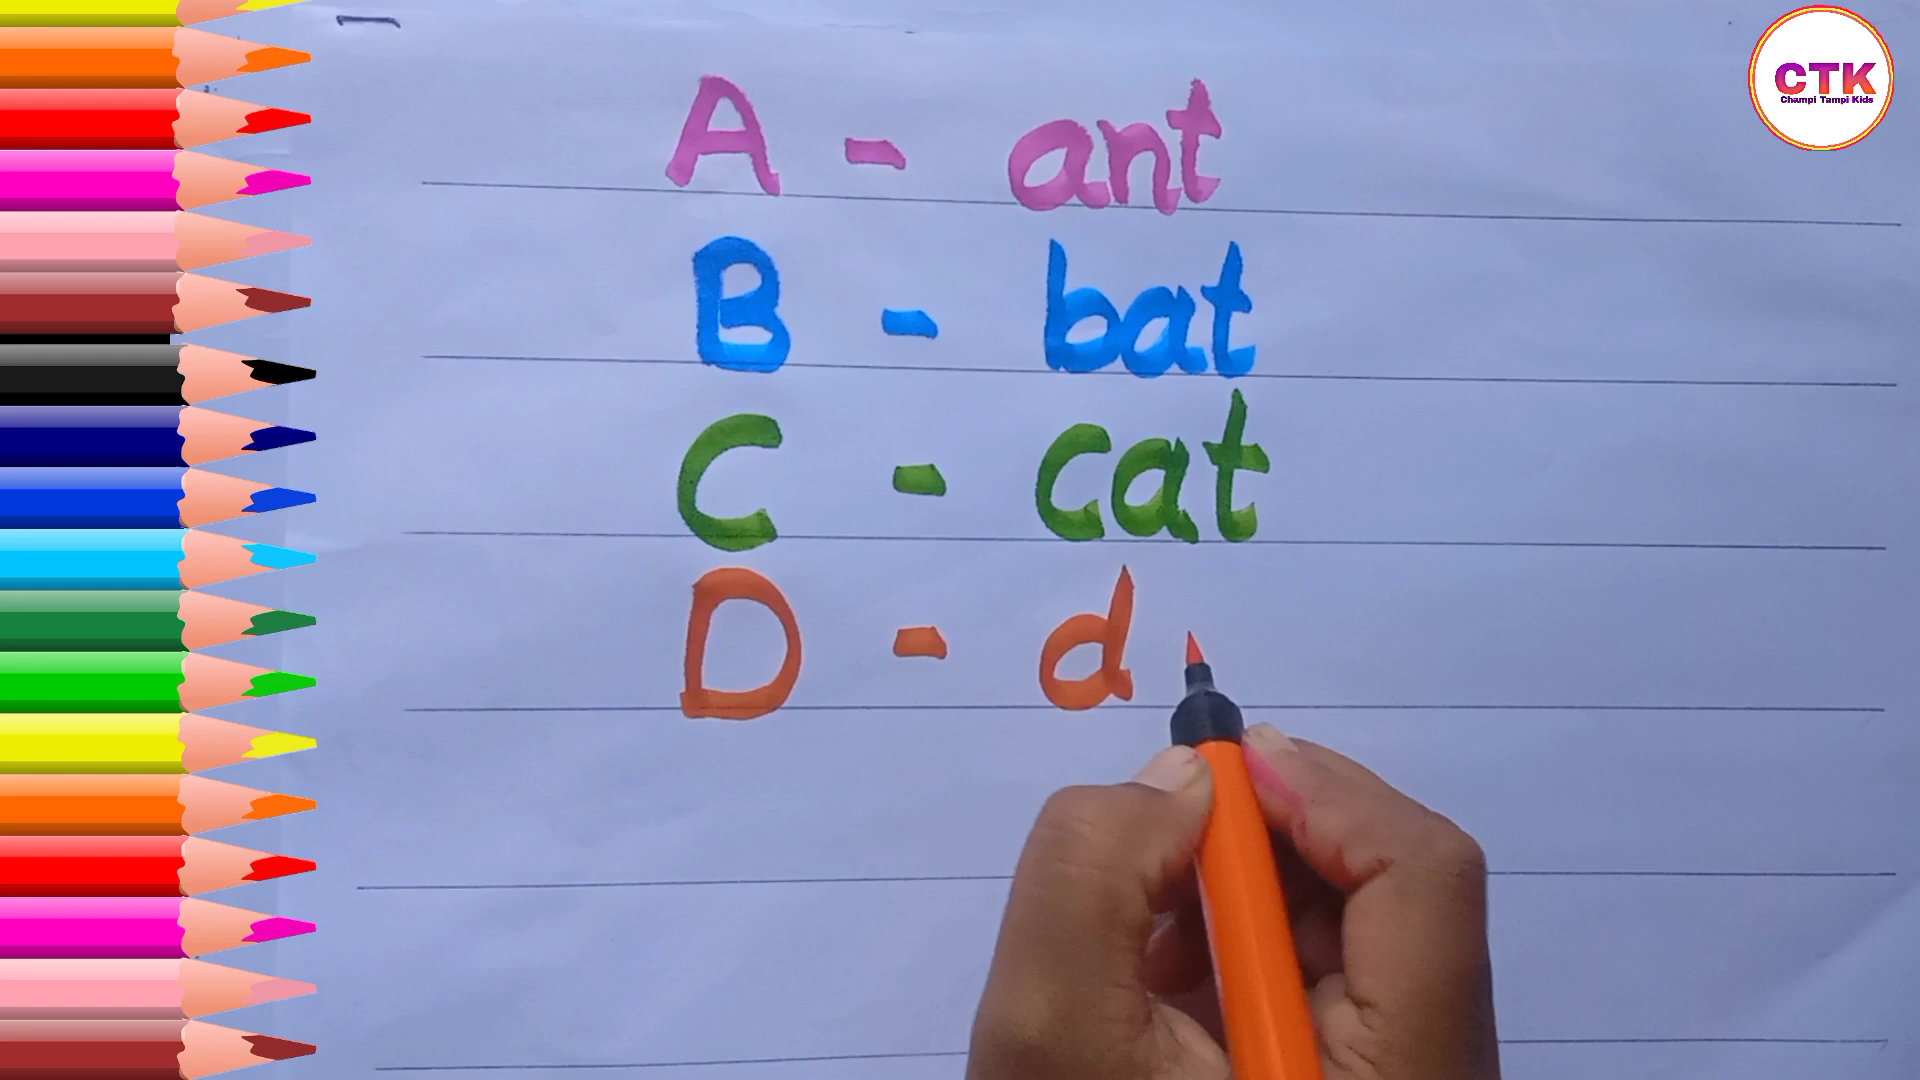 CTK
Champi Tampi Kids
A - ant
B - bat
C - cat
D - d